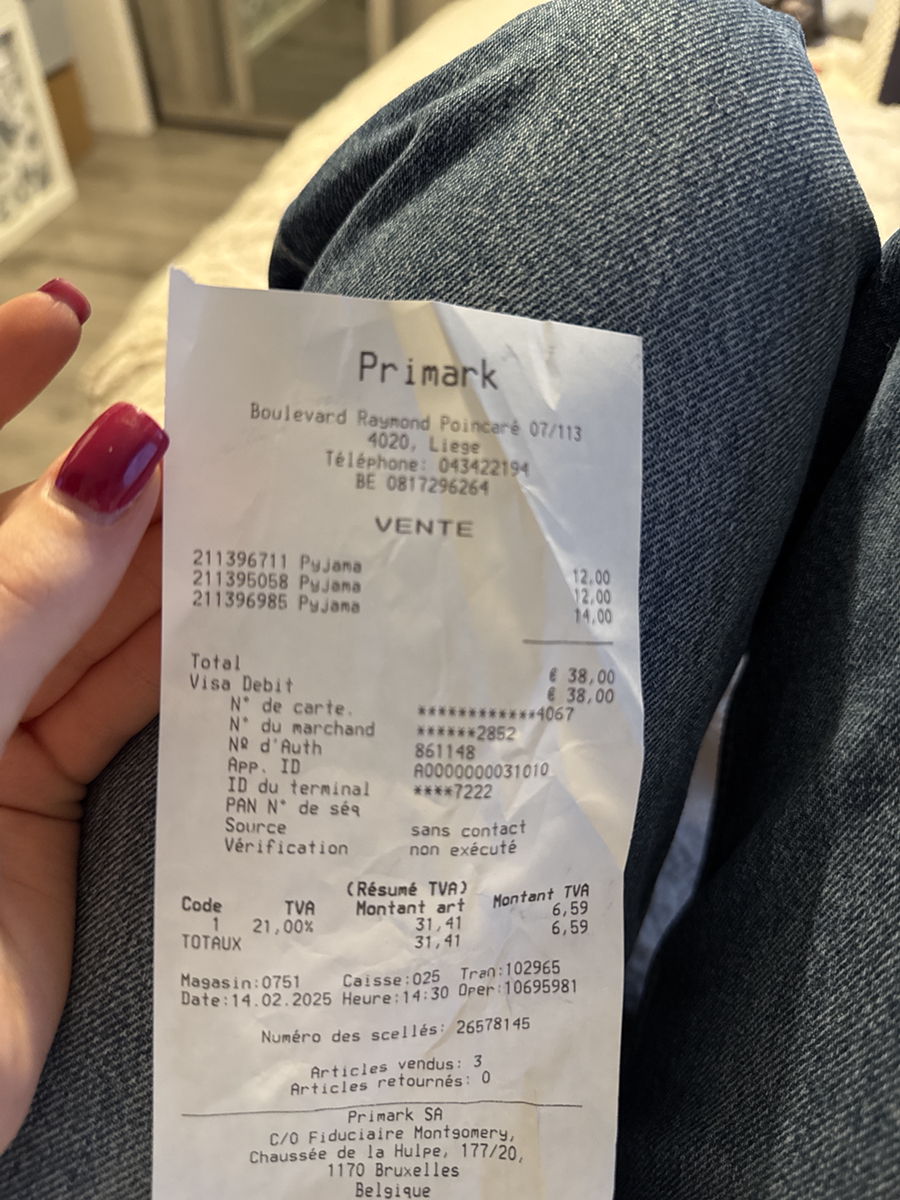 Primark
Boulevard Raymond Poincaré 07/113
4020, Liege
Téléphone: 043422194
BE 0817296264
VENTE
211396711 Pyjama 12,00
211395058 Pyjama 12,00
211396985 Pyjama 14,00
Total € 38,00
Visa Debit € 38,00
N° de carte. ************4067
N° du marchand ******2852
Nº d'Auth 861148
App. ID A0000000031010
ID du terminal ****7222
PAN N° de séq
Source sans contact
Vérification non exécuté
(Résumé TVA)
Code TVA Montant art Montant TVA
1 21,00% 31,41 6,59
TOTAUX 31,41 6,59
Magasin:0751 Caisse:025 Tran:102965
Date:14.02.2025 Heure:14:30 Oper:10695981
Numéro des scellés: 26578145
Articles vendus: 3
Articles retournés: 0
Primark SA
C/O Fiduciaire Montgomery,
Chaussée de la Hulpe, 177/20,
1170 Bruxelles
Belgique